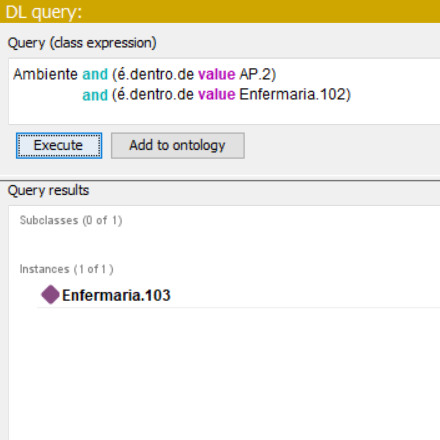 DL query:
Query (class expression)
Ambiente and (é.dentro.de value AP.2)
and (é.dentro.de value Enfermaria.102)
Execute Add to ontology
Query results
Subclasses (0 of 1)
Instances (1 of 1)
Enfermaria.103